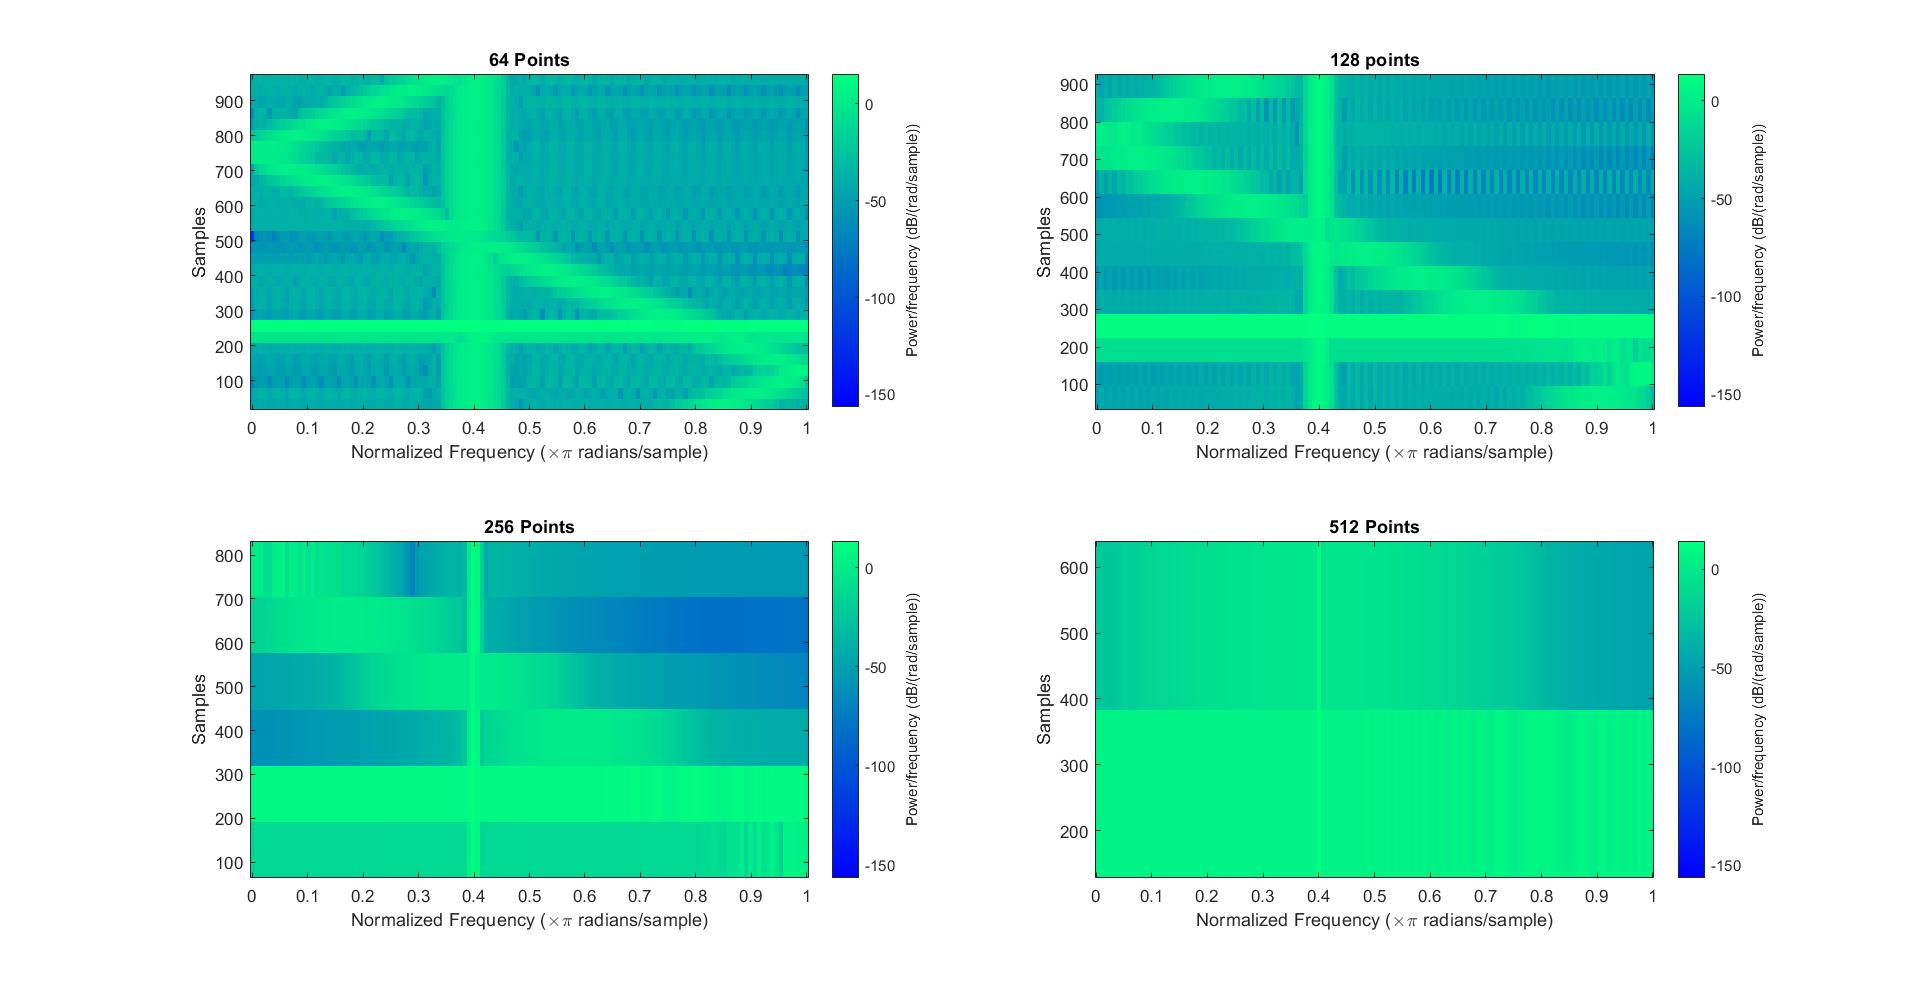 64 Points
900
800
700
600
500
400
300
200
100
Samples
0 0.1 0.2 0.3 0.4 0.5 0.6 0.7 0.8 0.9 1
Normalized Frequency (×π radians/sample)
0
-50
-100
-150
Power/frequency (dB/(rad/sample))
128 points
900
800
700
600
500
400
300
200
100
Samples
0 0.1 0.2 0.3 0.4 0.5 0.6 0.7 0.8 0.9 1
Normalized Frequency (×π radians/sample)
0
-50
-100
-150
Power/frequency (dB/(rad/sample))
256 Points
800
700
600
500
400
300
200
100
Samples
0 0.1 0.2 0.3 0.4 0.5 0.6 0.7 0.8 0.9 1
Normalized Frequency (×π radians/sample)
0
-50
-100
-150
Power/frequency (dB/(rad/sample))
512 Points
600
500
400
300
200
Samples
0 0.1 0.2 0.3 0.4 0.5 0.6 0.7 0.8 0.9 1
Normalized Frequency (×π radians/sample)
0
-50
-100
-150
Power/frequency (dB/(rad/sample))